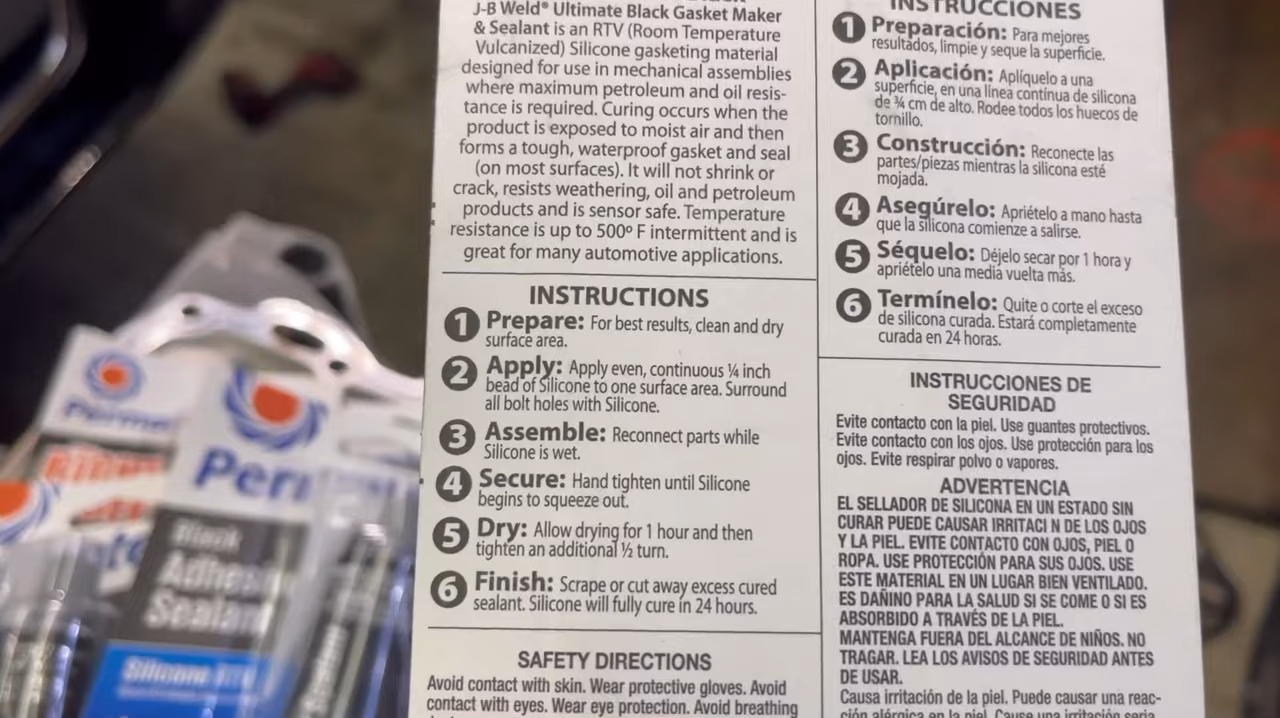 J-B Weld® Ultimate Black Gasket Maker
& Sealant is an RTV (Room Temperature
Vulcanized) Silicone gasketing material
designed for use in mechanical assemblies
where maximum petroleum and oil resis-
tance is required. Curing occurs when the
product is exposed to moist air and then
forms a tough, waterproof gasket and seal
(on most surfaces). It will not shrink or
crack, resists weathering, oil and petroleum
products and is sensor safe. Temperature
resistance is up to 500º F intermittent and is
great for many automotive applications.
INSTRUCTIONS
1 Prepare: For best results, clean and dry
surface area.
2 Apply: Apply even, continuous ¼ inch
bead of Silicone to one surface area. Surround
all bolt holes with Silicone.
3 Assemble: Reconnect parts while
Silicone is wet.
4 Secure: Hand tighten until Silicone
begins to squeeze out.
5 Dry: Allow drying for 1 hour and then
tighten an additional ½ turn.
6 Finish: Scrape or cut away excess cured
sealant. Silicone will fully cure in 24 hours.
SAFETY DIRECTIONS
Avoid contact with skin. Wear protective gloves. Avoid
contact with eyes. Wear eye protection. Avoid breathing
INSTRUCCIONES
1 Preparación: Para mejores
resultados, limpie y seque la superficie.
2 Aplicación: Aplíquelo a una
superficie, en una línea contínua de silicona
de ¾ cm de alto. Rodee todos los huecos de
tornillo.
3 Construcción: Reconecte las
partes/piezas mientras la silicona esté
mojada.
4 Asegúrelo: Apriételo a mano hasta
que la silicona comienze a salirse.
5 Séquelo: Déjelo secar por 1 hora y
apriételo una media vuelta más.
6 Termínelo: Quite o corte el exceso
de silicona curada. Estará completamente
curada en 24 horas.
INSTRUCCIONES DE
SEGURIDAD
Evite contacto con la piel. Use guantes protectivos.
Evite contacto con los ojos. Use protección para los
ojos. Evite respirar polvo o vapores.
ADVERTENCIA
EL SELLADOR DE SILICONA EN UN ESTADO SIN
CURAR PUEDE CAUSAR IRRITACI N DE LOS OJOS
Y LA PIEL. EVITE CONTACTO CON OJOS, PIEL O
ROPA. USE PROTECCIÓN PARA SUS OJOS. USE
ESTE MATERIAL EN UN LUGAR BIEN VENTILADO.
ES DAÑINO PARA LA SALUD SI SE COME O SI ES
ABSORBIDO A TRAVÉS DE LA PIEL.
MANTENGA FUERA DEL ALCANCE DE NIÑOS. NO
TRAGAR. LEA LOS AVISOS DE SEGURIDAD ANTES
DE USAR.
Causa irritación de la piel. Puede causar una reac-
ción alérgica en la piel. Cause una irritación seria
Perm
Perm
Black
Adhes
Sealan
Silicone RTV